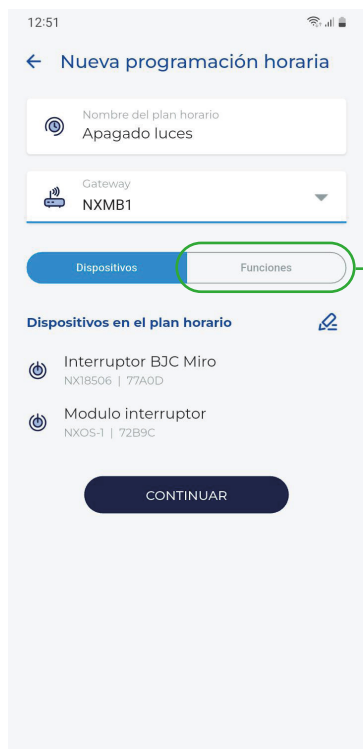 12:51
Nueva programación horaria
Nombre del plan horario
Apagado luces
Gateway
NXMB1
Dispositivos Funciones
Dispositivos en el plan horario
Interruptor BJC Miro
NX18506 | 77A0D
Modulo interruptor
NXOS-1 | 72B9C
CONTINUAR